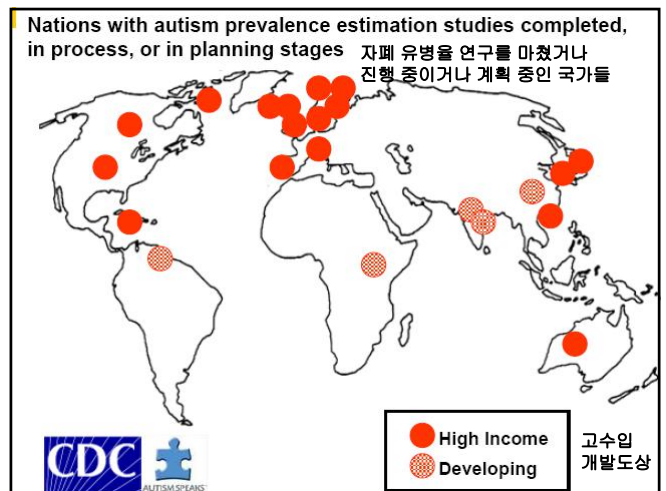 Nations with autism prevalence estimation studies completed,
in process, or in planning stages 자폐 유병율 연구를 마쳤거나
진행 중이거나 계획 중인 국가들
High Income 고수입
Developing 개발도상
CDC
AUTISM SPEAKS